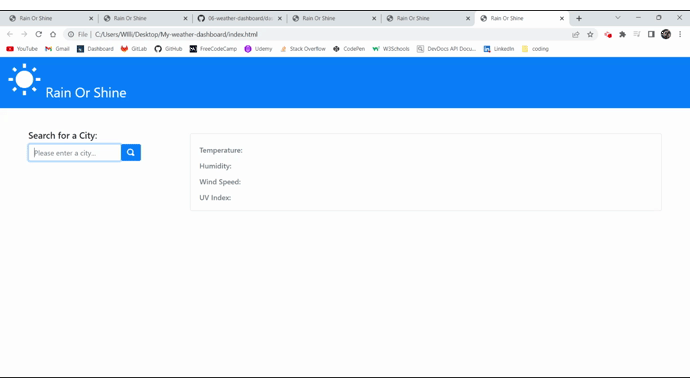 Rain Or Shine
Rain Or Shine
06-weather-dashboard/da
Rain Or Shine
Rain Or Shine
Rain Or Shine
File | C:/Users/Willi/Desktop/My-weather-dashboard/index.html
YouTube Gmail Dashboard GitLab GitHub FreeCodeCamp Udemy Stack Overflow CodePen W3Schools DevDocs API Docu... LinkedIn coding
Rain Or Shine
Search for a City:
Please enter a city...
Temperature:
Humidity:
Wind Speed:
UV Index: